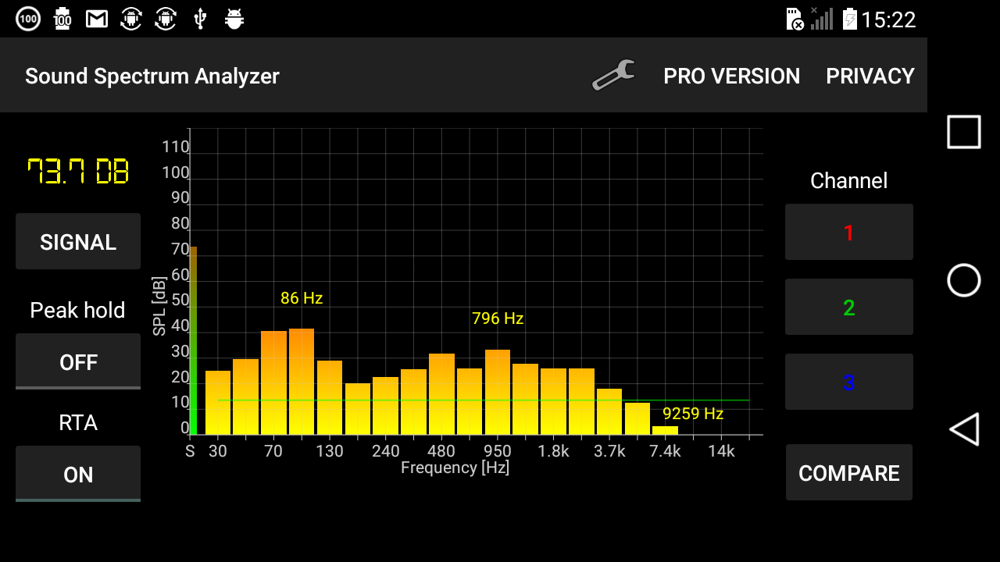 100 100 15:22
Sound Spectrum Analyzer PRO VERSION PRIVACY
73.7 DB
SIGNAL
Peak hold
OFF
RTA
ON
SPL [dB]
110
100
90
80
70
60
50
40
30
20
10
0
86 Hz
796 Hz
9259 Hz
S 30 70 130 240 480 950 1.8k 3.7k 7.4k 14k
Frequency [Hz]
Channel
1
2
3
COMPARE